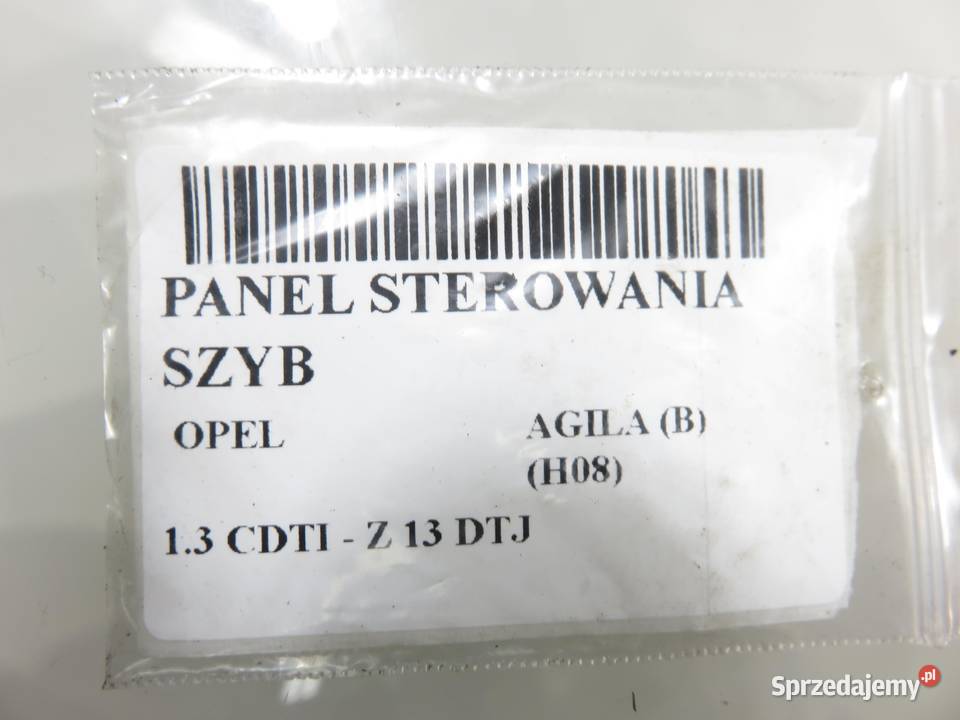 PANEL STEROWANIA
SZYB
OPEL AGILA (B)
(H08)
1.3 CDTI - Z 13 DTJ
Sprzedajemy.pl